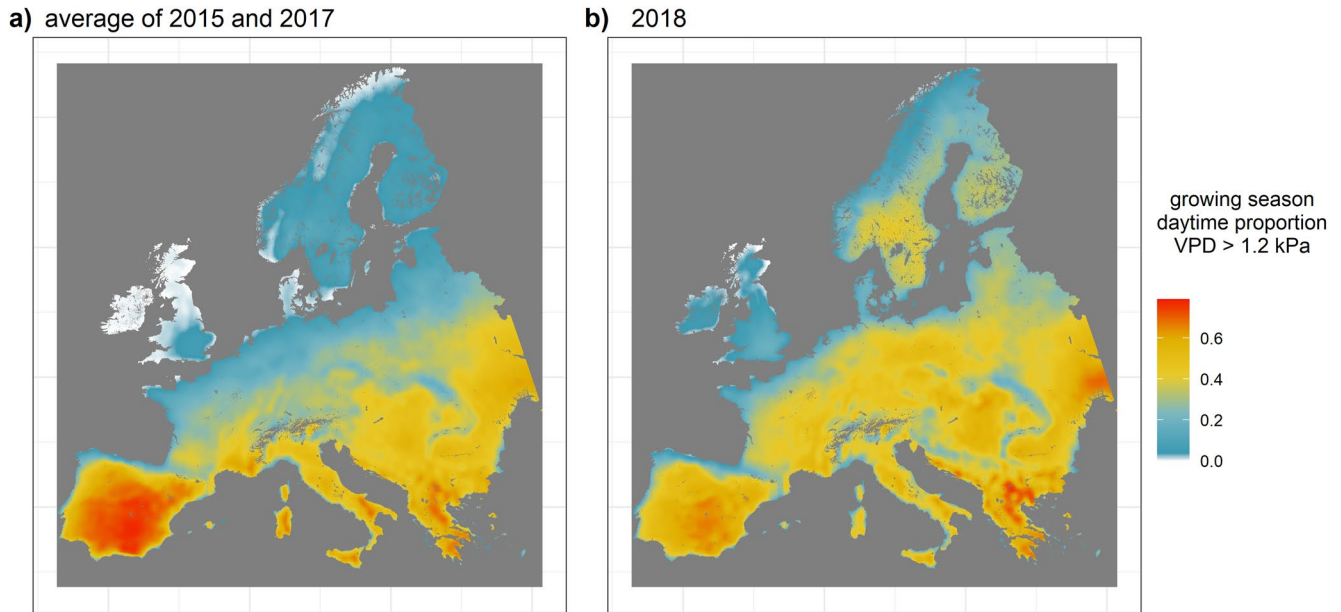 a) average of 2015 and 2017
b) 2018
growing season
daytime proportion
VPD > 1.2 kPa
0.6
0.4
0.2
0.0